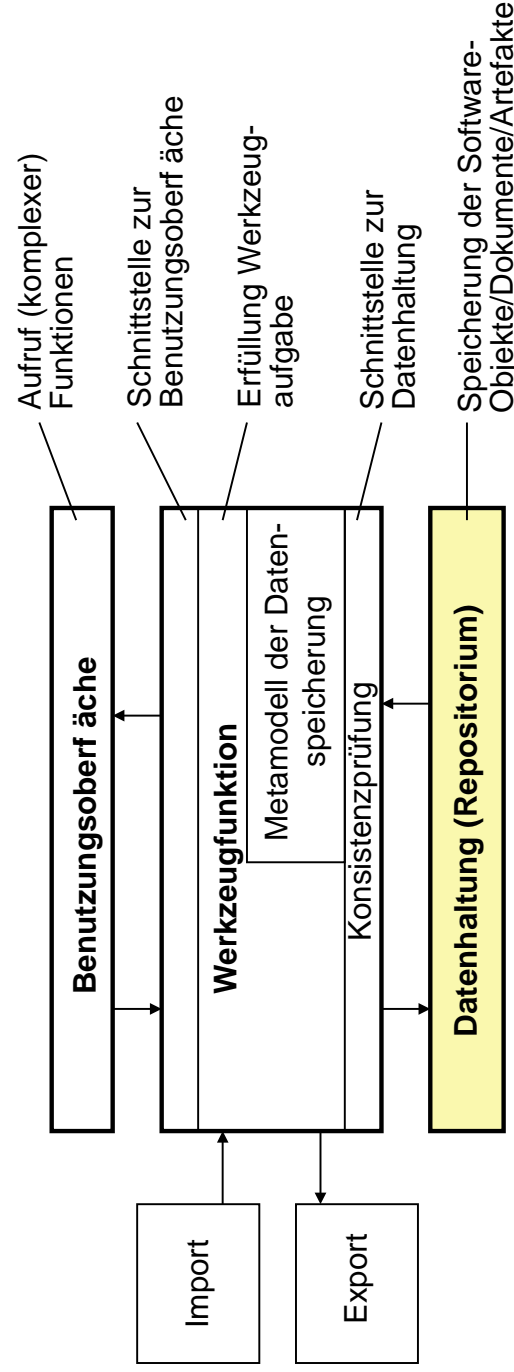 Aufruf (komplexer)
Funktionen
Benutzungsoberf äche
Schnittstelle zur
Benutzungsoberf äche
Werkzeugfunktion
Erfüllung Werkzeug-
aufgabe
Metamodell der Daten-
speicherung
Konsistenzprüfung
Schnittstelle zur
Datenhaltung
Datenhaltung (Repositorium)
Speicherung der Software-
Objekte/Dokumente/Artefakte
Import
Export